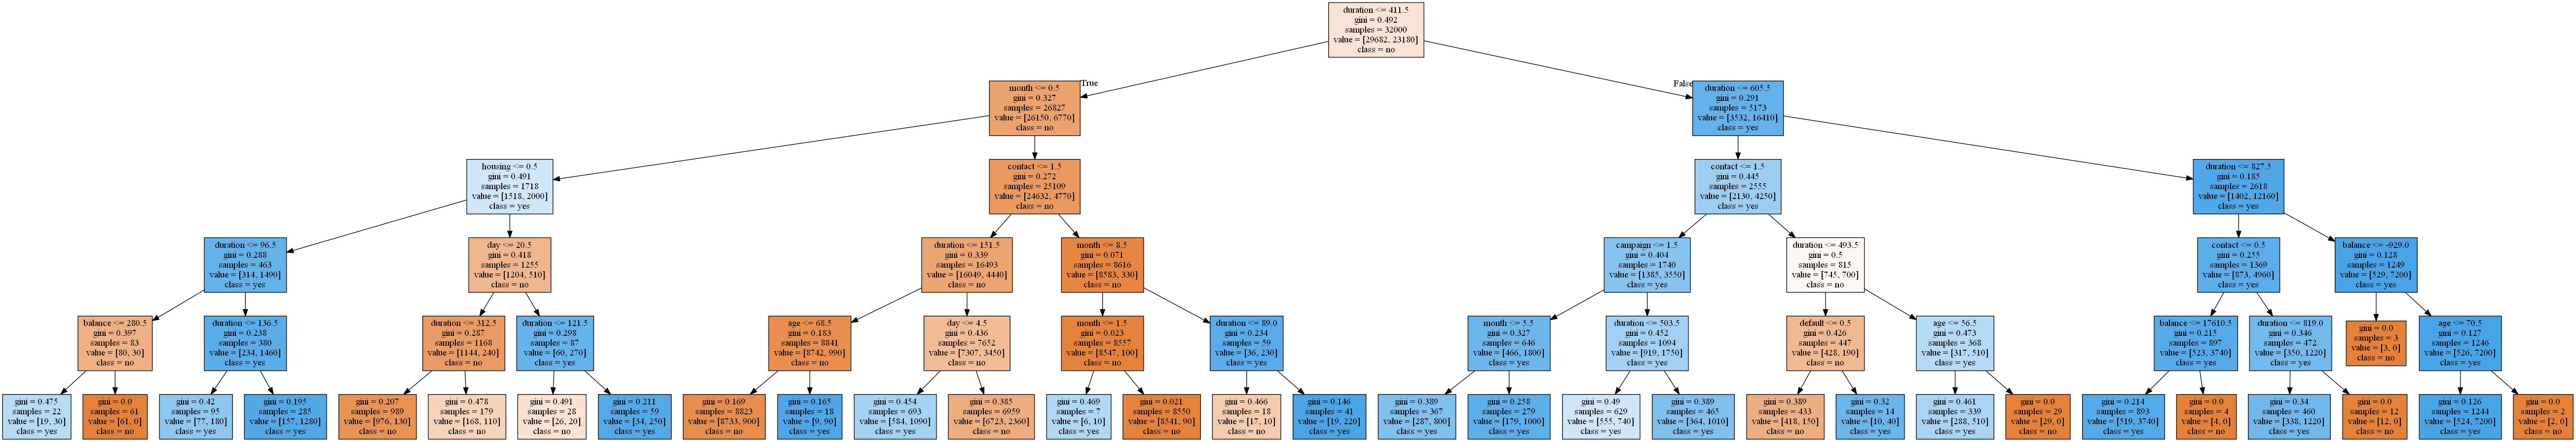 duration <= 411.5
gini = 0.492
samples = 32000
value = [29682, 23180]
class = no
True
False
month <= 0.5
gini = 0.327
samples = 26827
value = [26150, 6770]
class = no
duration <= 605.5
gini = 0.291
samples = 5173
value = [3532, 16410]
class = yes
housing <= 0.5
gini = 0.491
samples = 1718
value = [1518, 2000]
class = yes
contact <= 1.5
gini = 0.272
samples = 25109
value = [24632, 4770]
class = no
contact <= 1.5
gini = 0.445
samples = 2555
value = [2130, 4250]
class = yes
duration <= 827.5
gini = 0.185
samples = 2618
value = [1402, 12160]
class = yes
duration <= 96.5
gini = 0.288
samples = 463
value = [314, 1490]
class = yes
day <= 20.5
gini = 0.418
samples = 1255
value = [1204, 510]
class = no
duration <= 151.5
gini = 0.339
samples = 16493
value = [16049, 4440]
class = no
month <= 8.5
gini = 0.071
samples = 8616
value = [8583, 330]
class = no
campaign <= 1.5
gini = 0.404
samples = 1740
value = [1385, 3550]
class = yes
duration <= 493.5
gini = 0.5
samples = 815
value = [745, 700]
class = no
contact <= 0.5
gini = 0.255
samples = 1369
value = [873, 4960]
class = yes
balance <= -929.0
gini = 0.128
samples = 1249
value = [529, 7200]
class = yes
balance <= 280.5
gini = 0.397
samples = 83
value = [80, 30]
class = no
duration <= 136.5
gini = 0.238
samples = 380
value = [234, 1460]
class = yes
duration <= 312.5
gini = 0.287
samples = 1168
value = [1144, 240]
class = no
duration <= 121.5
gini = 0.298
samples = 87
value = [60, 270]
class = yes
age <= 68.5
gini = 0.183
samples = 8841
value = [8742, 990]
class = no
day <= 4.5
gini = 0.436
samples = 7652
value = [7307, 3450]
class = no
month <= 1.5
gini = 0.023
samples = 8557
value = [8547, 100]
class = no
duration <= 89.0
gini = 0.234
samples = 59
value = [36, 230]
class = yes
month <= 5.5
gini = 0.327
samples = 646
value = [466, 1800]
class = yes
duration <= 503.5
gini = 0.452
samples = 1094
value = [919, 1750]
class = yes
default <= 0.5
gini = 0.426
samples = 447
value = [428, 190]
class = no
age <= 56.5
gini = 0.473
samples = 368
value = [317, 510]
class = yes
balance <= 17610.5
gini = 0.215
samples = 897
value = [523, 3740]
class = yes
duration <= 819.0
gini = 0.346
samples = 472
value = [350, 1220]
class = yes
gini = 0.0
samples = 3
value = [3, 0]
class = no
age <= 70.5
gini = 0.127
samples = 1246
value = [526, 7200]
class = yes
gini = 0.475
samples = 22
value = [19, 30]
class = yes
gini = 0.0
samples = 61
value = [61, 0]
class = no
gini = 0.42
samples = 95
value = [77, 180]
class = yes
gini = 0.195
samples = 285
value = [157, 1280]
class = yes
gini = 0.207
samples = 989
value = [976, 130]
class = no
gini = 0.478
samples = 179
value = [168, 110]
class = no
gini = 0.491
samples = 28
value = [26, 20]
class = no
gini = 0.211
samples = 59
value = [34, 250]
class = yes
gini = 0.169
samples = 8823
value = [8733, 900]
class = no
gini = 0.165
samples = 18
value = [9, 90]
class = yes
gini = 0.454
samples = 693
value = [584, 1090]
class = yes
gini = 0.385
samples = 6959
value = [6723, 2360]
class = no
gini = 0.469
samples = 7
value = [6, 10]
class = yes
gini = 0.021
samples = 8550
value = [8541, 90]
class = no
gini = 0.466
samples = 18
value = [17, 10]
class = no
gini = 0.146
samples = 41
value = [19, 220]
class = yes
gini = 0.389
samples = 367
value = [287, 800]
class = yes
gini = 0.258
samples = 279
value = [179, 1000]
class = yes
gini = 0.49
samples = 629
value = [555, 740]
class = yes
gini = 0.389
samples = 465
value = [364, 1010]
class = yes
gini = 0.389
samples = 433
value = [418, 150]
class = no
gini = 0.32
samples = 14
value = [10, 40]
class = yes
gini = 0.461
samples = 339
value = [288, 510]
class = yes
gini = 0.0
samples = 29
value = [29, 0]
class = no
gini = 0.214
samples = 893
value = [519, 3740]
class = yes
gini = 0.0
samples = 4
value = [4, 0]
class = no
gini = 0.34
samples = 460
value = [338, 1220]
class = yes
gini = 0.0
samples = 12
value = [12, 0]
class = no
gini = 0.126
samples = 1244
value = [524, 7200]
class = yes
gini = 0.0
samples = 2
value = [2, 0]
class = no